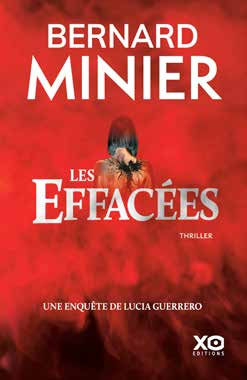 BERNARD
MINIER
LES
EFFACÉES
THRILLER
UNE ENQUÊTE DE LUCIA GUERRERO
XO
EDITIONS